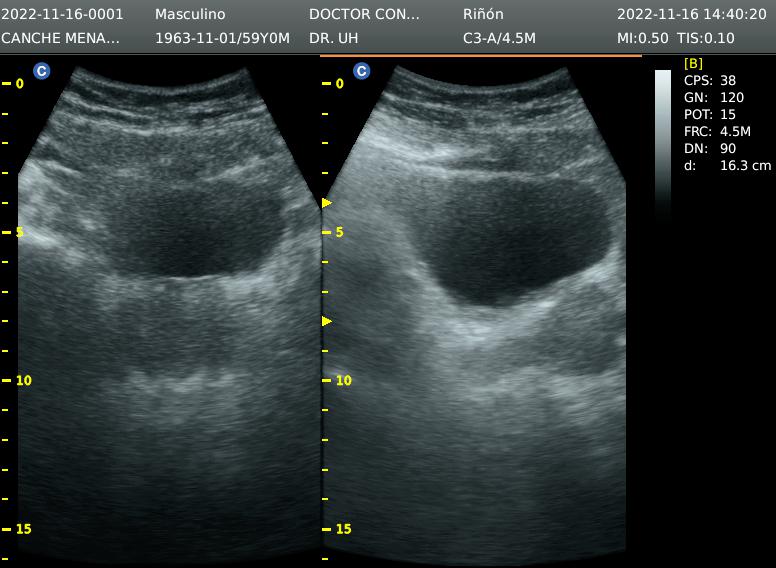 2022-11-16-0001 Masculino DOCTOR CON... Riñón 2022-11-16 14:40:20
CANCHE MENA... 1963-11-01/59Y0M DR. UH C3-A/4.5M MI:0.50 TIS:0.10
C
C
[B]
CPS: 38
GN: 120
POT: 15
FRC: 4.5M
DN: 90
d: 16.3 cm
0
5
10
15
0
5
10
15